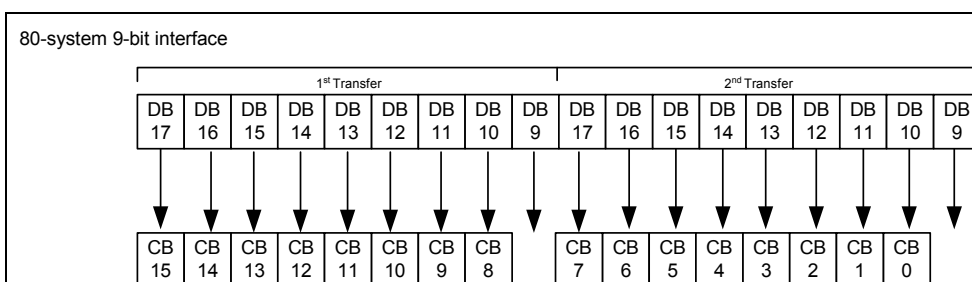 80-system 9-bit interface
1st Transfer 2nd Transfer
DB DB DB DB DB DB DB DB DB DB DB DB DB DB DB DB DB DB
17 16 15 14 13 12 11 10 9 17 16 15 14 13 12 11 10 9
CB CB CB CB CB CB CB CB CB CB CB CB CB CB CB CB
15 14 13 12 11 10 9 8 7 6 5 4 3 2 1 0